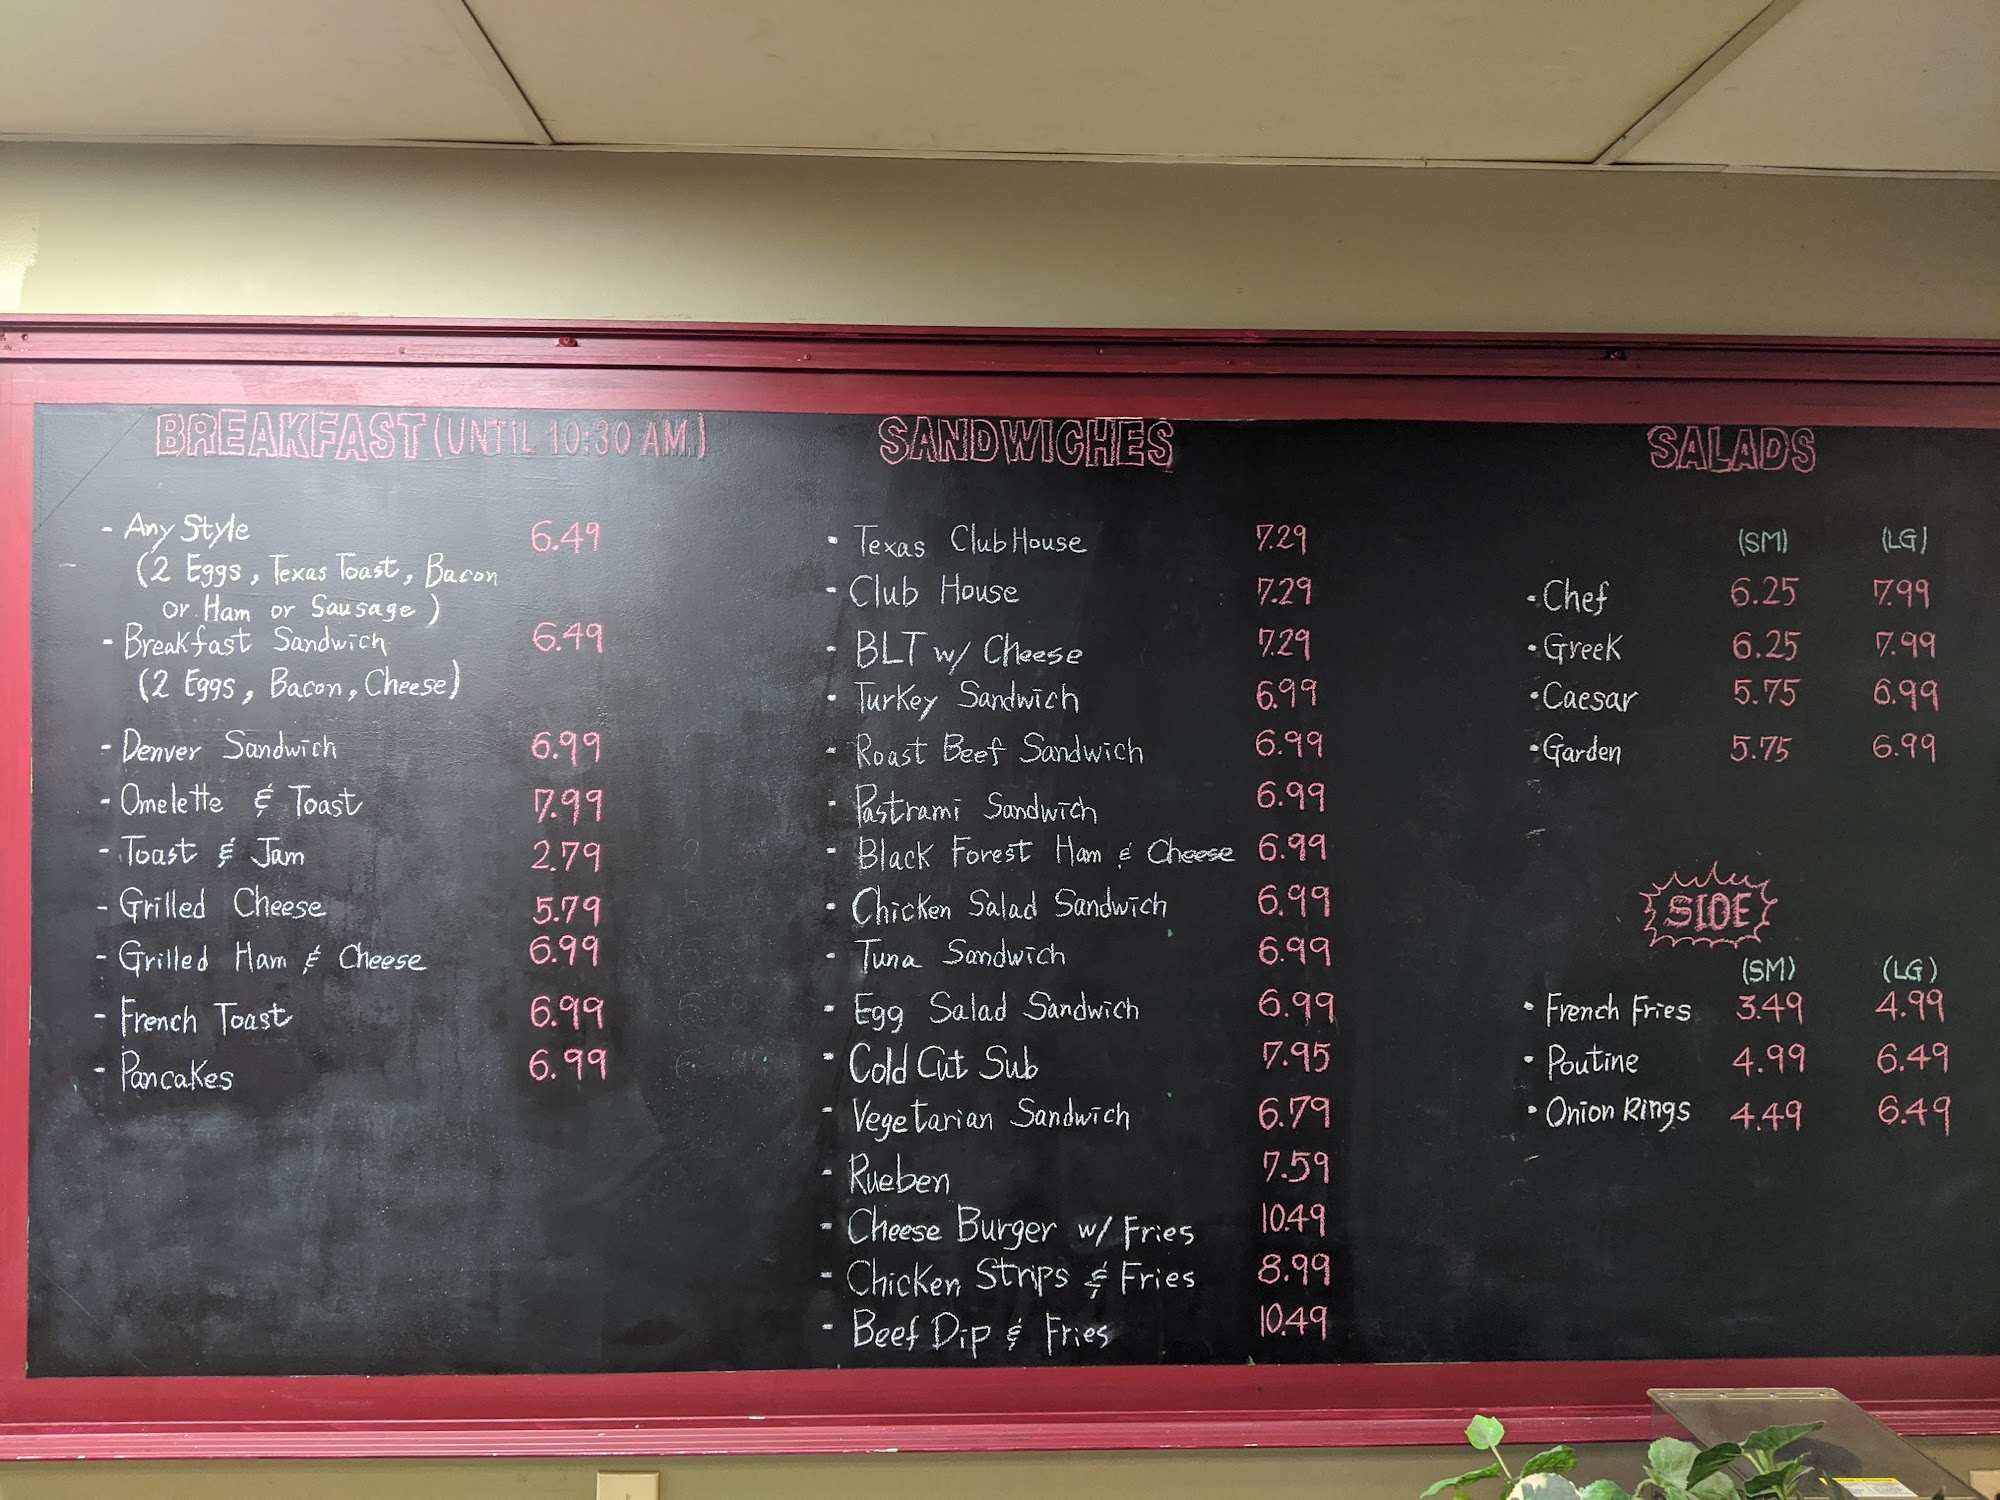 BREAKFAST (UNTIL 10:30 AM.)
- Any Style 6.49
(2 Eggs, Texas Toast, Bacon
or Ham or Sausage)
- Breakfast Sandwich 6.49
(2 Eggs, Bacon, Cheese)
- Denver Sandwich 6.99
- Omelette & Toast 7.99
- Toast & Jam 2.79
- Grilled Cheese 5.79
- Grilled Ham & Cheese 6.99
- French Toast 6.99
- Pancakes 6.99
SANDWICHES
- Texas ClubHouse 7.29
- Club House 7.29
- BLT w/ Cheese 7.29
- Turkey Sandwich 6.99
- Roast Beef Sandwich 6.99
- Pastrami Sandwich 6.99
- Black Forest Ham & Cheese 6.99
- Chicken Salad Sandwich 6.99
- Tuna Sandwich 6.99
- Egg Salad Sandwich 6.99
- Cold Cut Sub 7.95
- Vegetarian Sandwich 6.79
- Rueben 7.59
- Cheese Burger w/ Fries 10.49
- Chicken Strips & Fries 8.99
- Beef Dip & Fries 10.49
SALADS
(SM) (LG)
- Chef 6.25 7.99
- Greek 6.25 7.99
- Caesar 5.75 6.99
- Garden 5.75 6.99
SIDE
(SM) (LG)
- French Fries 3.49 4.99
- Poutine 4.99 6.49
- Onion Rings 4.49 6.49